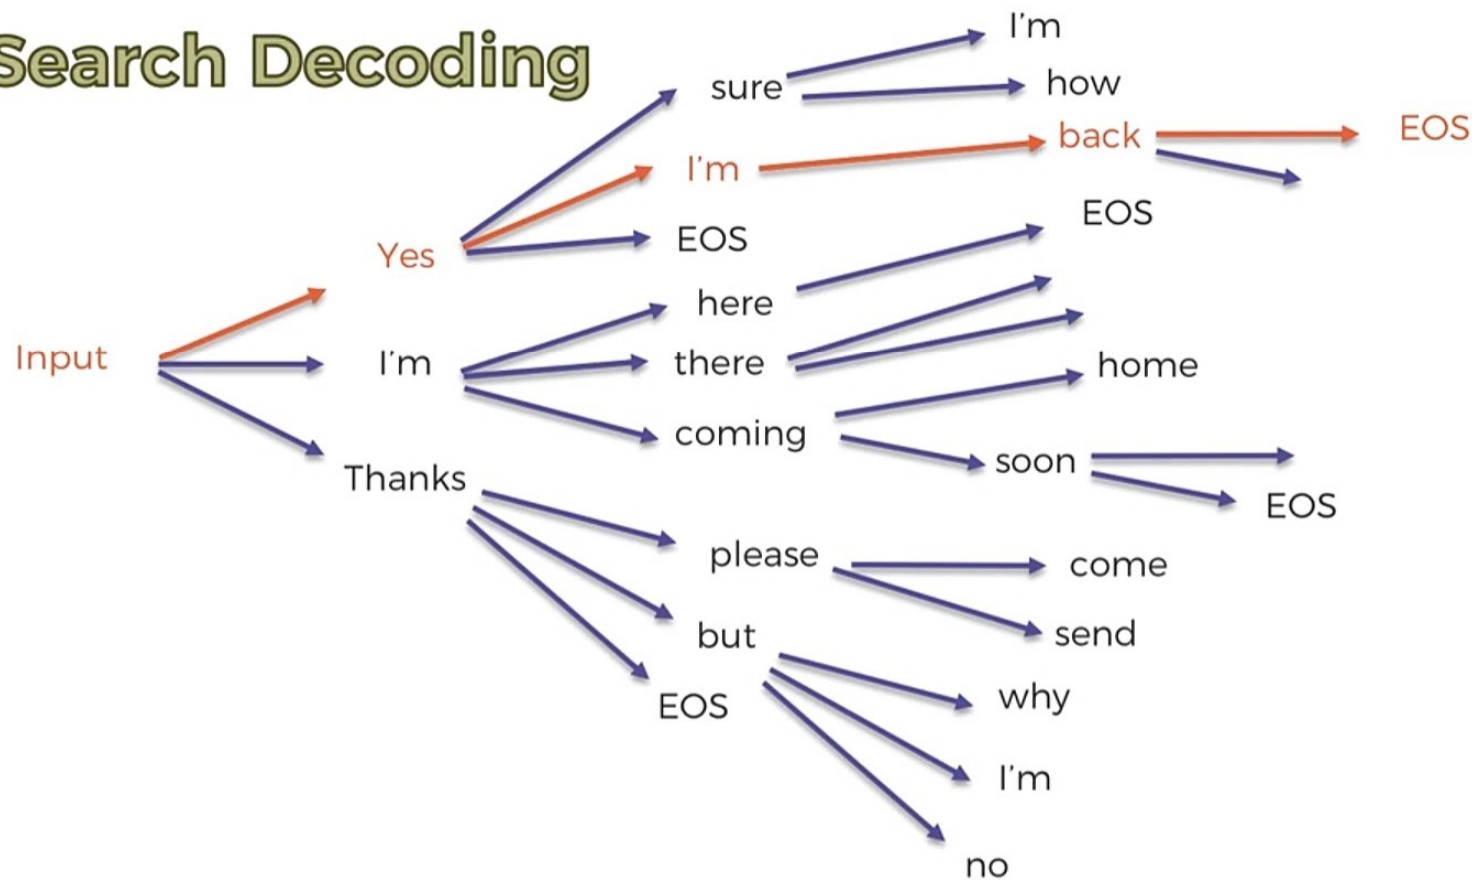 Search Decoding
I'm
sure
how
back
EOS
I'm
EOS
EOS
Yes
here
Input
I'm
there
home
coming
soon
Thanks
EOS
please
come
but
send
EOS
why
I'm
no